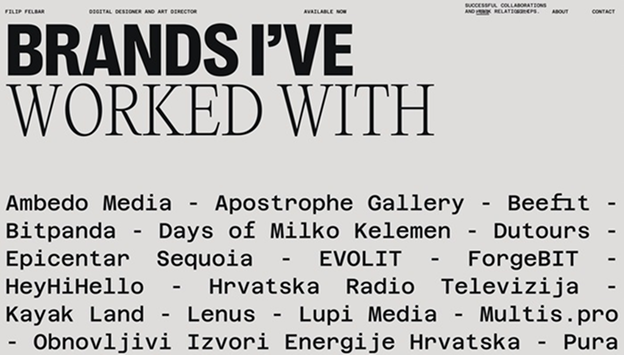 FILIP FELBAR
DIGITAL DESIGNER AND ART DIRECTOR
AVAILABLE NOW
SUCCESSFUL COLLABORATIONS
AND
ABOUT
CONTACT
BRANDS I'VE
WORKED WITH
Ambedo Media - Apostrophe Gallery - Beefit -
Bitpanda - Days of Milko Kelemen - Dutours -
Epicentar Sequoia - EVOLIT - ForgeBIT -
HeyHiHello - Hrvatska Radio Televizija -
Kayak Land - Lenus - Lupi Media - Multis.pro
- Obnovljivi Izvori Energije Hrvatska - Pura